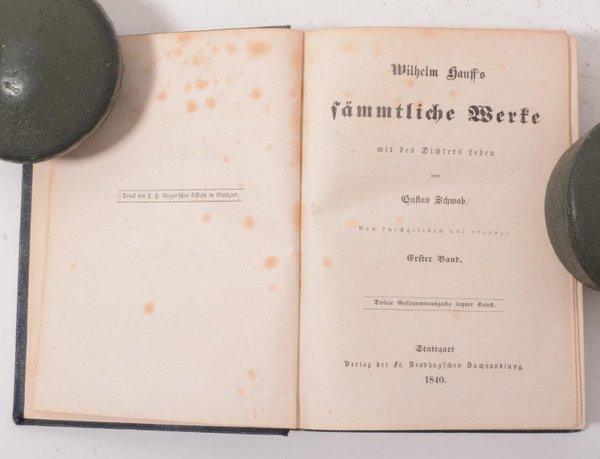 Druck der L. F. Rieger'schen Offizin in Stuttgart.
Wilhelm Hauff's
sämmtliche Werke
mit des Dichters Leben
von
Gustav Schwab.
Neu durchgesehen und ergänzt.
Erster Band.
Dritte Gesammtausgabe letzter Hand.
Stuttgart
Verlag der Fr. Brodhag'schen Buchhandlung.
1840.